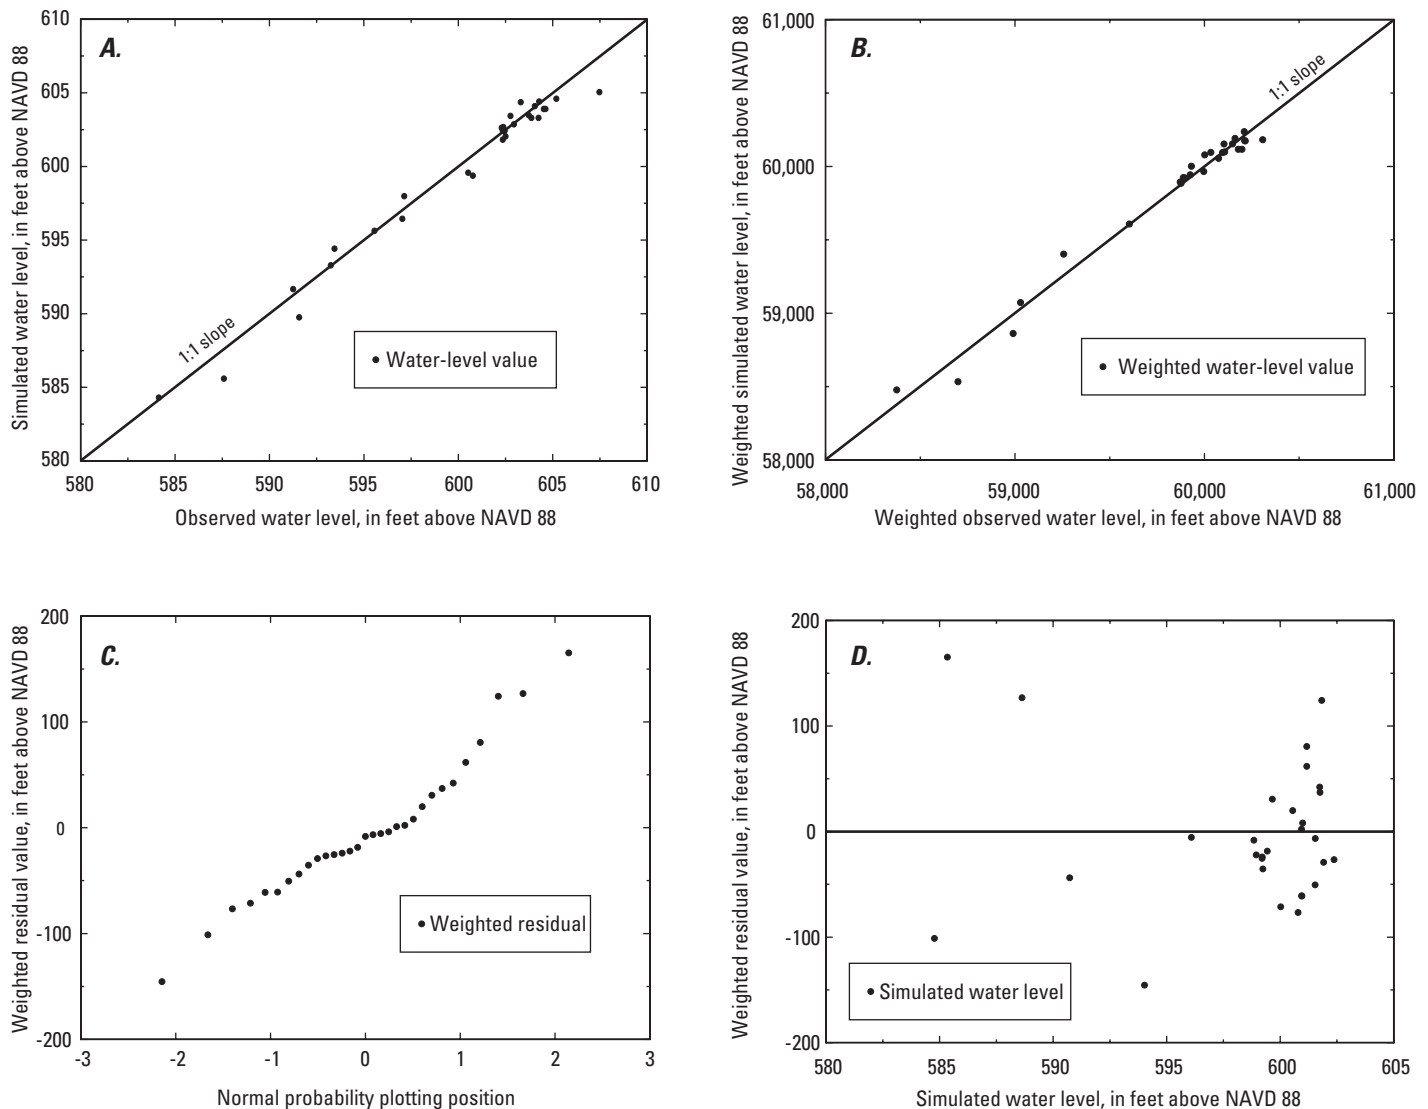 A.
Simulated water level, in feet above NAVD 88
610
605
600
595
590
585
580
1:1 slope
Water-level value
580 585 590 595 600 605 610
Observed water level, in feet above NAVD 88
B.
Weighted simulated water level, in feet above NAVD 88
61,000
60,000
59,000
58,000
1:1 slope
Weighted water-level value
58,000 59,000 60,000 61,000
Weighted observed water level, in feet above NAVD 88
C.
Weighted residual value, in feet above NAVD 88
200
100
0
-100
-200
Weighted residual
-3 -2 -1 0 1 2 3
Normal probability plotting position
D.
Weighted residual value, in feet above NAVD 88
200
100
0
-100
-200
Simulated water level
580 585 590 595 600 605
Simulated water level, in feet above NAVD 88